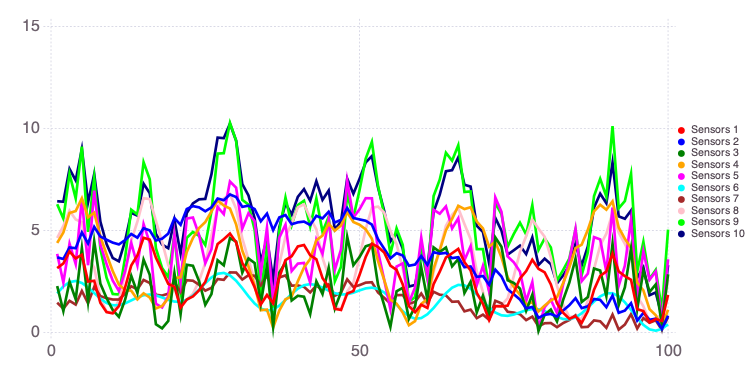 15
10
5
0
0
50
100
Sensors 1
Sensors 2
Sensors 3
Sensors 4
Sensors 5
Sensors 6
Sensors 7
Sensors 8
Sensors 9
Sensors 10